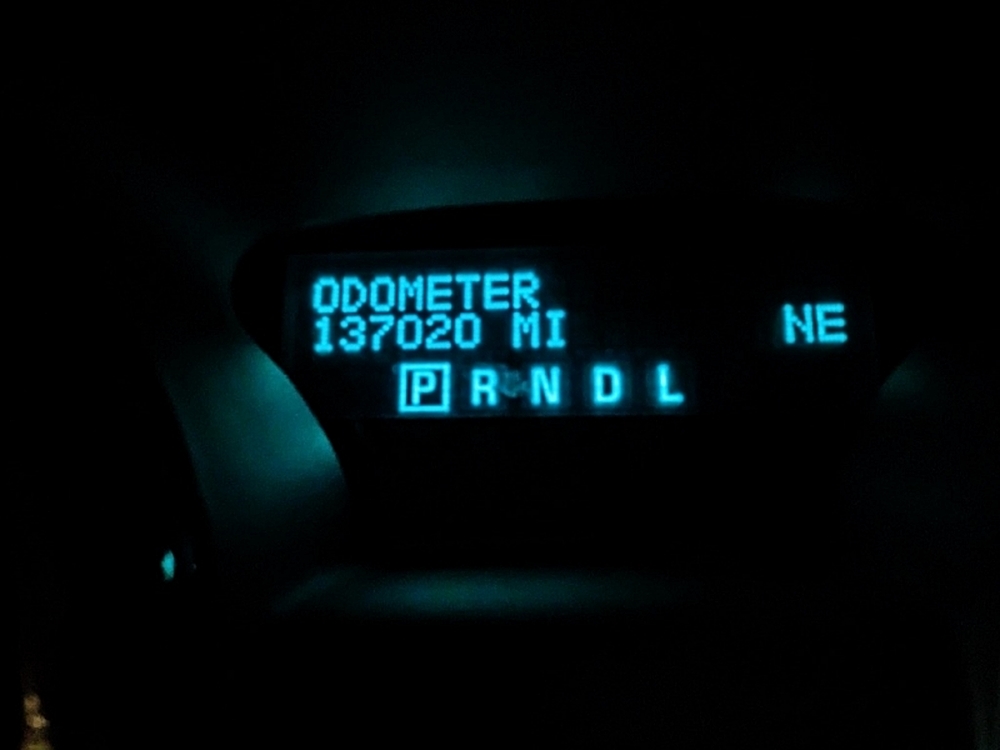 ODOMETER
137020 MI
NE
P R N D L